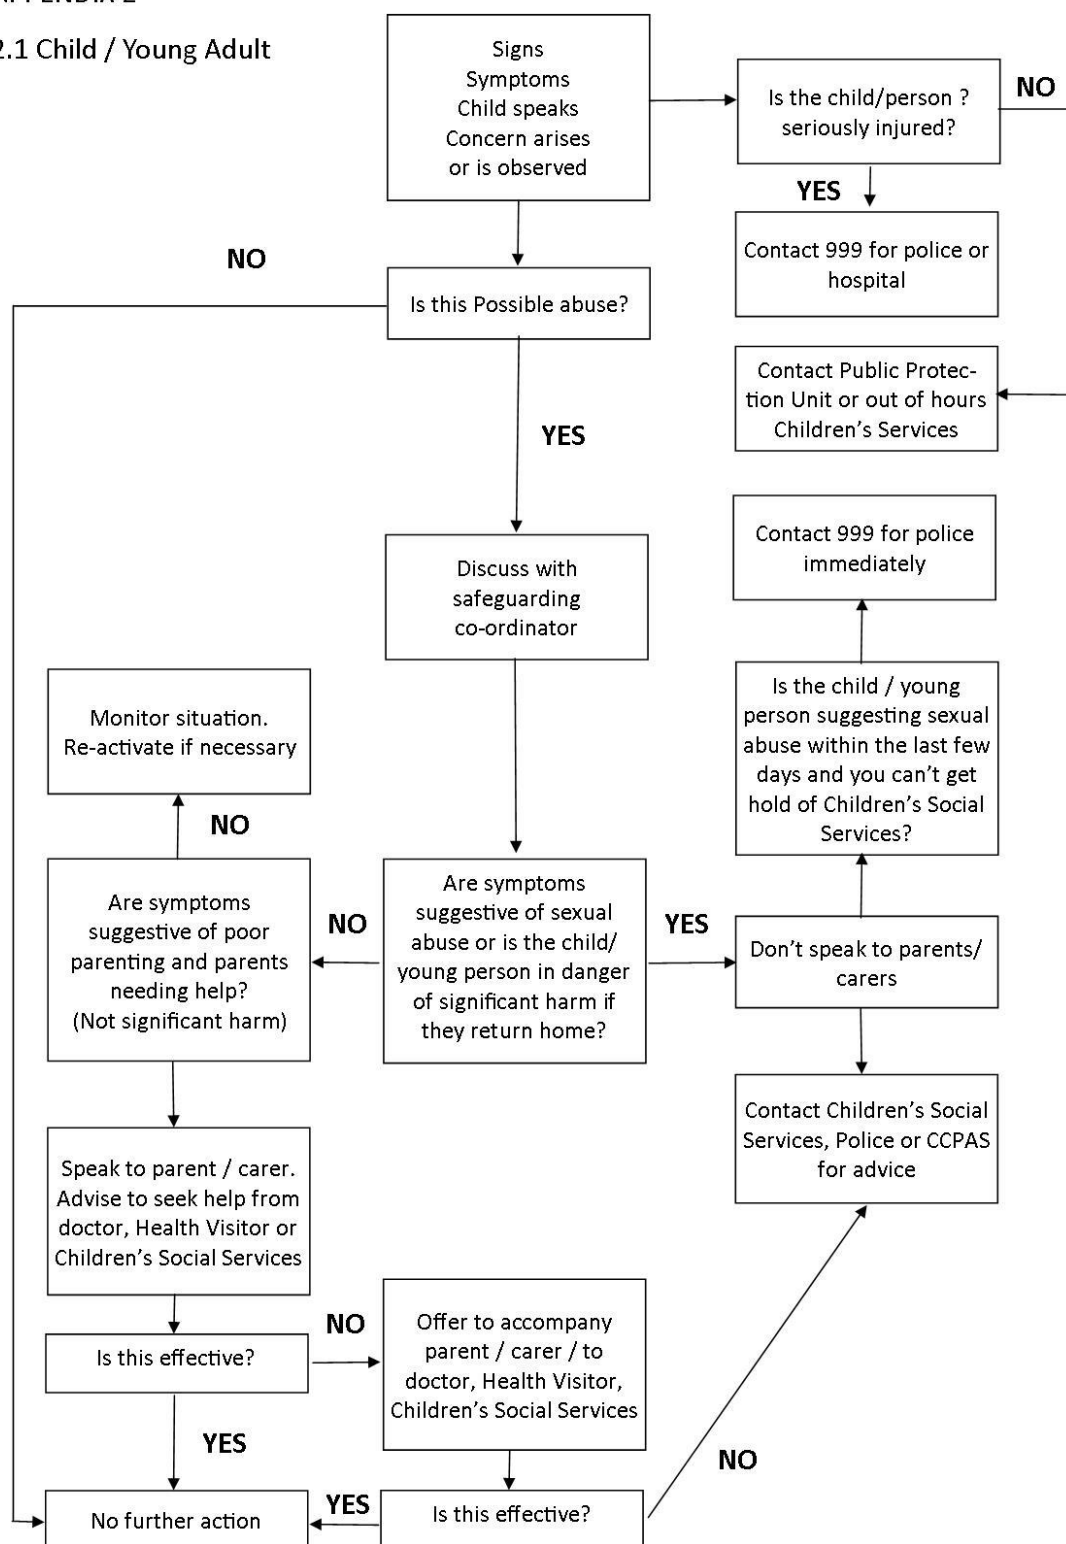 2.1 Child / Young Adult
Signs
Symptoms
Child speaks
Concern arises
or is observed
Is the child/person ?
seriously injured?
NO
YES
Contact 999 for police or
hospital
NO
Is this Possible abuse?
Contact Public Protec-
tion Unit or out of hours
Children's Services
YES
Contact 999 for police
immediately
Discuss with
safeguarding
co-ordinator
Is the child / young
person suggesting sexual
abuse within the last few
days and you can't get
hold of Children's Social
Services?
Monitor situation.
Re-activate if necessary
NO
Are symptoms
suggestive of poor
parenting and parents
needing help?
(Not significant harm)
NO
Are symptoms
suggestive of sexual
abuse or is the child/
young person in danger
of significant harm if
they return home?
YES
Don't speak to parents/
carers
Contact Children's Social
Services, Police or CCPAS
for advice
Speak to parent / carer.
Advise to seek help from
doctor, Health Visitor or
Children's Social Services
Is this effective?
NO
Offer to accompany
parent / carer / to
doctor, Health Visitor,
Children's Social Services
YES
NO
No further action
YES
Is this effective?